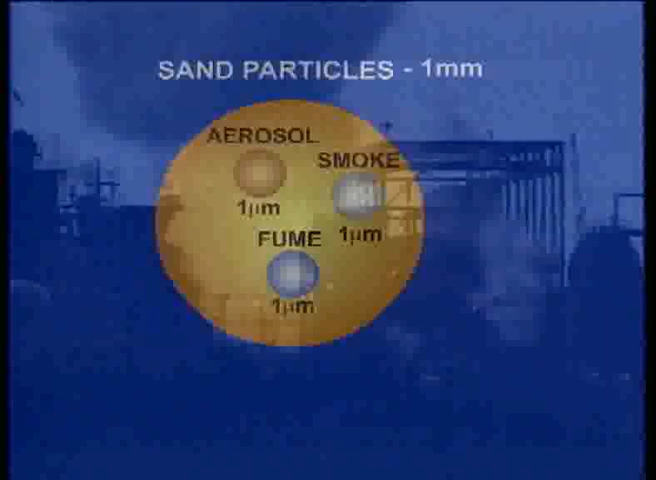 SAND PARTICLES - 1mm
AEROSOL
1μm
SMOKE
1μm
FUME
1μm